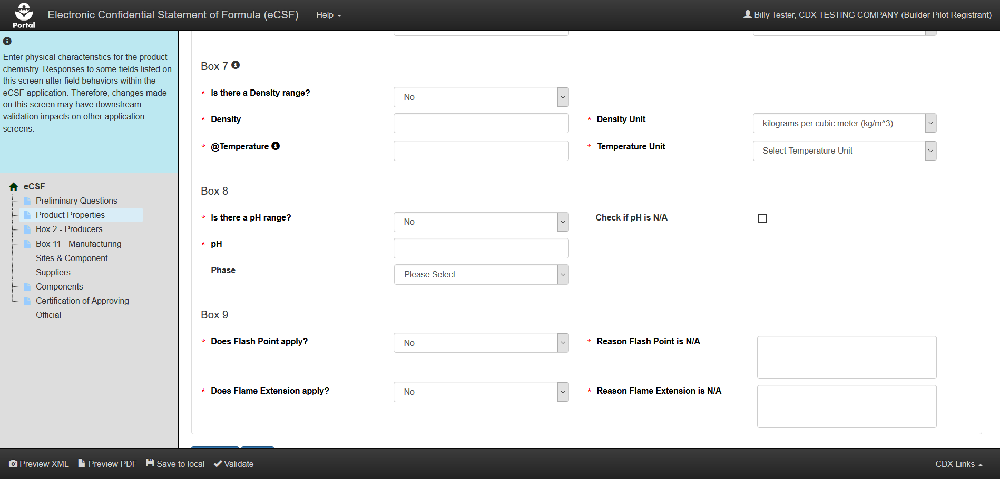 Portal
Electronic Confidential Statement of Formula (eCSF)
Help
Billy Tester, CDX TESTING COMPANY (Builder Pilot Registrant)
Enter physical characteristics for the product
chemistry. Responses to some fields listed on
this screen alter field behaviors within the
eCSF application. Therefore, changes made
on this screen may have downstream
validation impacts on other application
screens.
eCSF
Preliminary Questions
Product Properties
Box 2 - Producers
Box 11 - Manufacturing
Sites & Component
Suppliers
Components
Certification of Approving
Official
Box 7
* Is there a Density range?
No
* Density
* Density Unit
kilograms per cubic meter (kg/m^3)
* @Temperature
* Temperature Unit
Select Temperature Unit
Box 8
* Is there a pH range?
No
Check if pH is N/A
* pH
Phase
Please Select ...
Box 9
* Does Flash Point apply?
No
* Reason Flash Point is N/A
* Does Flame Extension apply?
No
* Reason Flame Extension is N/A
Preview XML
Preview PDF
Save to local
Validate
CDX Links